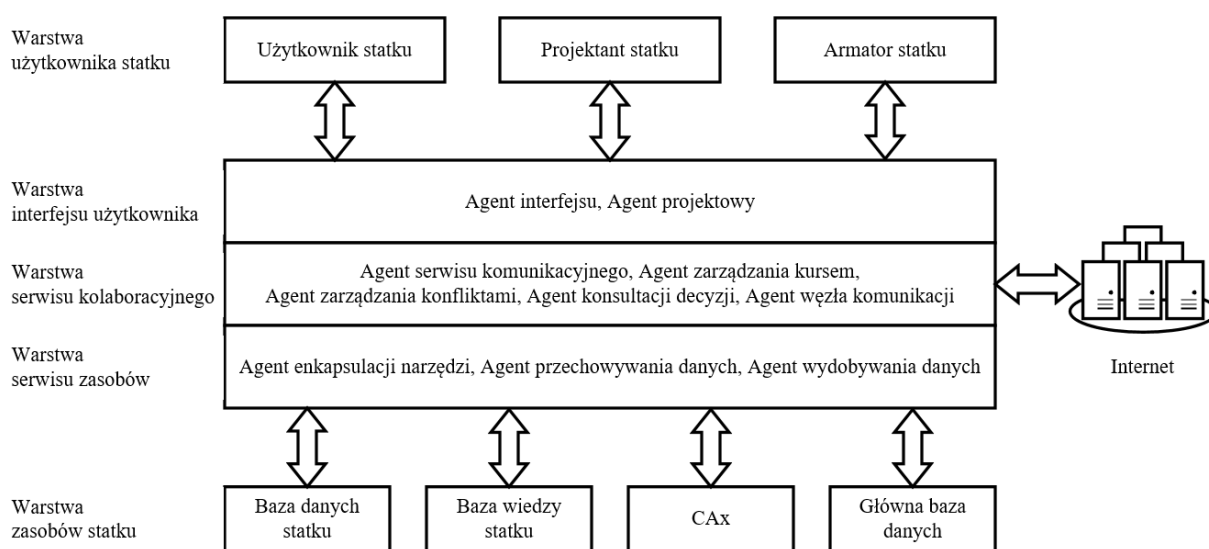 Warstwa
użytkownika statku
Użytkownik statku
Projektant statku
Armator statku
Warstwa
interfejsu użytkownika
Agent interfejsu, Agent projektowy
Warstwa
serwisu kolaboracyjnego
Agent serwisu komunikacyjnego, Agent zarządzania kursem,
Agent zarządzania konfliktami, Agent konsultacji decyzji, Agent węzła komunikacji
Internet
Warstwa
serwisu zasobów
Agent enkapsulacji narzędzi, Agent przechowywania danych, Agent wydobywania danych
Warstwa
zasobów statku
Baza danych
statku
Baza wiedzy
statku
CAx
Główna baza
danych